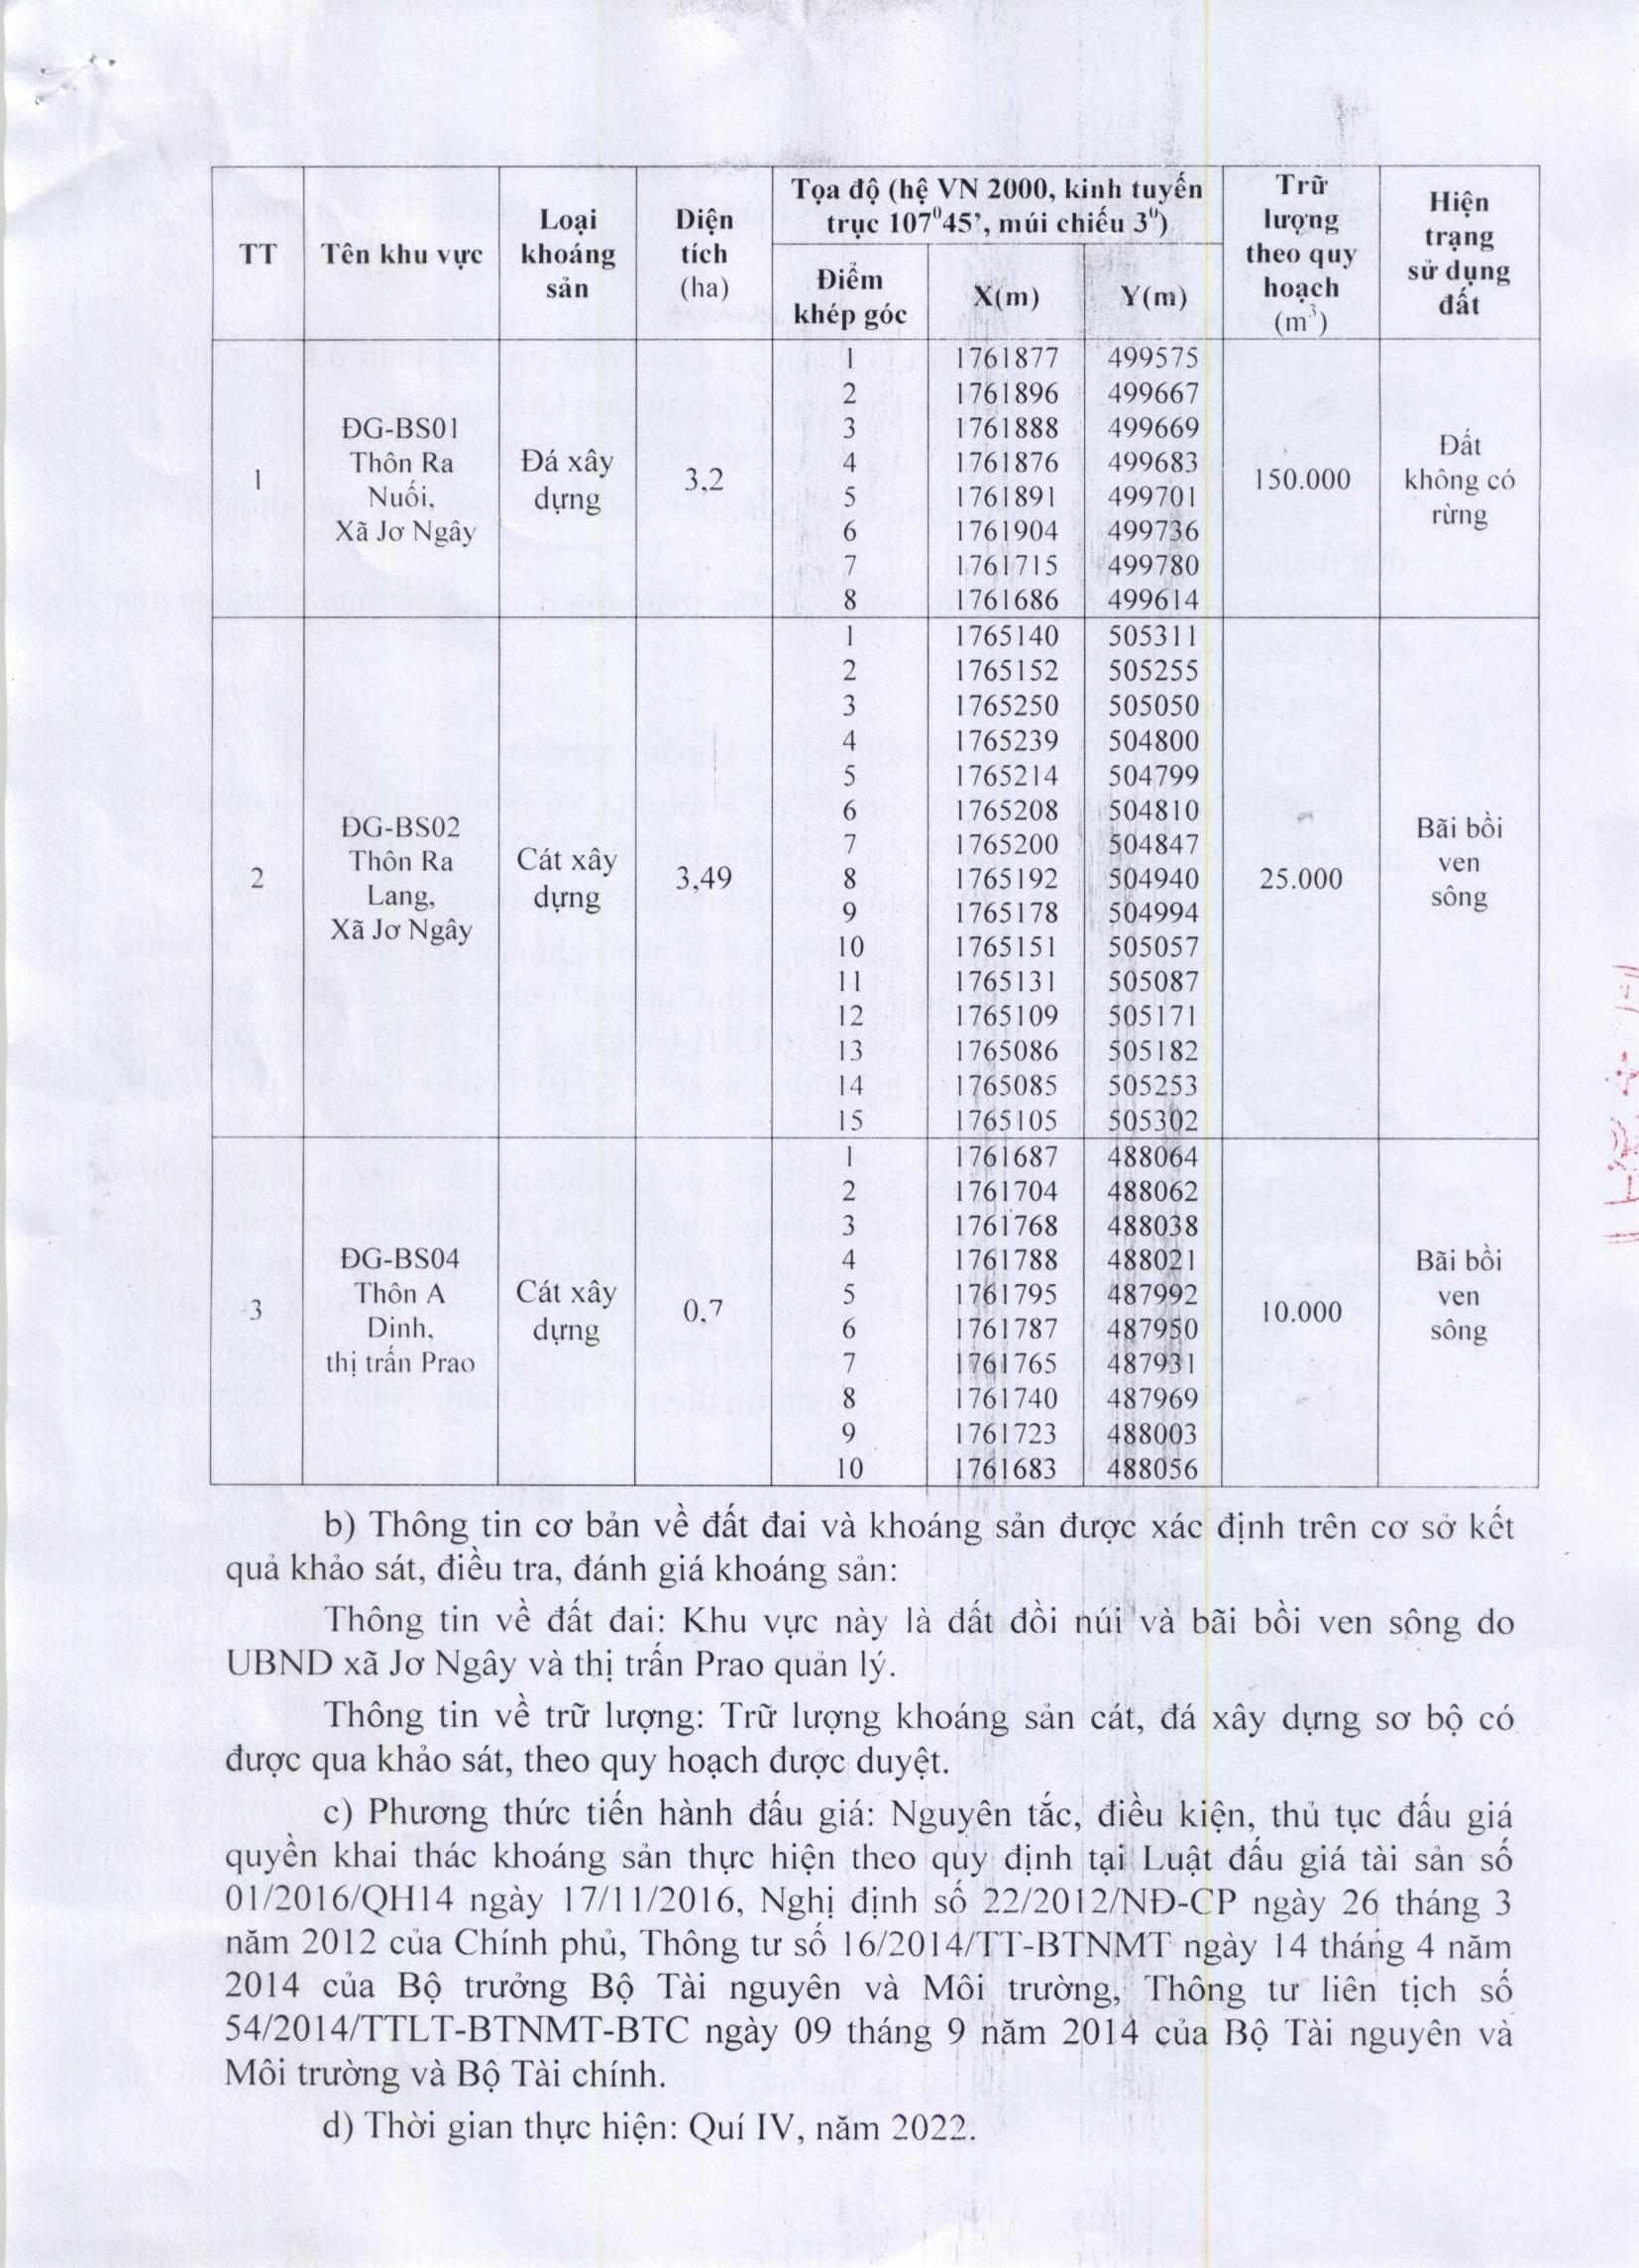 TT | Tên khu vực | Loại khoáng sản | Diện tích (ha) | Tọa độ (hệ VN 2000, kinh tuyến trục 107⁰45’, múi chiếu 3⁰) | Trữ lượng theo quy hoạch (m³) | Hiện trạng sử dụng đất
Điểm khép góc | X(m) | Y(m)
1 | ĐG-BS01 Thôn Ra Nuối, Xã Jơ Ngây | Đá xây dựng | 3,2 | 150.000 | Đất không có rừng
1 | 1761877 | 499575
2 | 1761896 | 499667
3 | 1761888 | 499669
4 | 1761876 | 499683
5 | 1761891 | 499701
6 | 1761904 | 499736
7 | 1761715 | 499780
8 | 1761686 | 499614
2 | ĐG-BS02 Thôn Ra Lang, Xã Jơ Ngây | Cát xây dựng | 3,49 | 25.000 | Bãi bồi ven sông
1 | 1765140 | 505311
2 | 1765152 | 505255
3 | 1765250 | 505050
4 | 1765239 | 504800
5 | 1765214 | 504799
6 | 1765208 | 504810
7 | 1765200 | 504847
8 | 1765192 | 504940
9 | 1765178 | 504994
10 | 1765151 | 505057
11 | 1765131 | 505087
12 | 1765109 | 505171
13 | 1765086 | 505182
14 | 1765085 | 505253
15 | 1765105 | 505302
3 | ĐG-BS04 Thôn A Dinh, thị trấn Prao | Cát xây dựng | 0,7 | 10.000 | Bãi bồi ven sông
1 | 1761687 | 488064
2 | 1761704 | 488062
3 | 1761768 | 488038
4 | 1761788 | 488021
5 | 1761795 | 487992
6 | 1761787 | 487950
7 | 1761765 | 487931
8 | 1761740 | 487969
9 | 1761723 | 488003
10 | 1761683 | 488056
b) Thông tin cơ bản về đất đai và khoáng sản được xác định trên cơ sở kết
quả khảo sát, điều tra, đánh giá khoáng sản:
Thông tin về đất đai: Khu vực này là đất đồi núi và bãi bồi ven sông do
UBND xã Jơ Ngây và thị trấn Prao quản lý.
Thông tin về trữ lượng: Trữ lượng khoáng sản cát, đá xây dựng sơ bộ có
được qua khảo sát, theo quy hoạch được duyệt.
c) Phương thức tiến hành đấu giá: Nguyên tắc, điều kiện, thủ tục đấu giá
quyền khai thác khoáng sản thực hiện theo quy định tại Luật đấu giá tài sản số
01/2016/QH14 ngày 17/11/2016, Nghị định số 22/2012/NĐ-CP ngày 26 tháng 3
năm 2012 của Chính phủ, Thông tư số 16/2014/TT-BTNMT ngày 14 tháng 4 năm
2014 của Bộ trưởng Bộ Tài nguyên và Môi trường, Thông tư liên tịch số
54/2014/TTLT-BTNMT-BTC ngày 09 tháng 9 năm 2014 của Bộ Tài nguyên và
Môi trường và Bộ Tài chính.
d) Thời gian thực hiện: Quí IV, năm 2022.